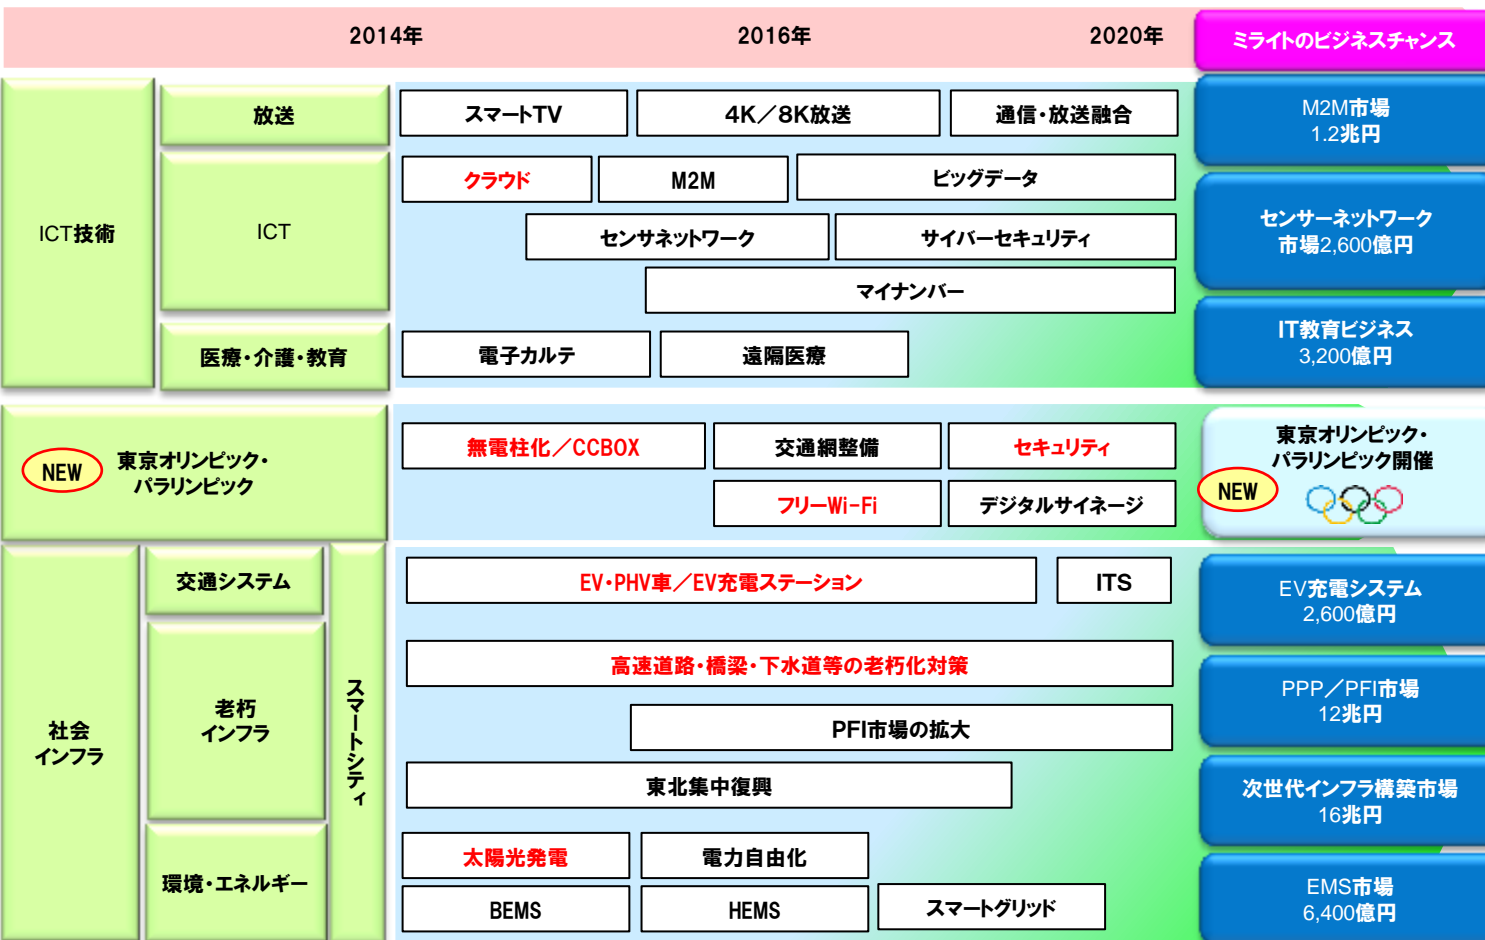 2014年
2016年
2020年
ミライトのビジネスチャンス
ICT技術
放送
スマートTV
4K／8K放送
通信・放送融合
M2M市場
1.2兆円
ICT
クラウド
M2M
ビッグデータ
センサネットワーク
サイバーセキュリティ
マイナンバー
センサーネットワーク
市場2,600億円
医療・介護・教育
電子カルテ
遠隔医療
IT教育ビジネス
3,200億円
NEW
東京オリンピック・
パラリンピック
無電柱化／CCBOX
交通網整備
セキュリティ
フリーWi-Fi
デジタルサイネージ
東京オリンピック・
パラリンピック開催
NEW
社会
インフラ
スマートシティ
交通システム
EV・PHV車／EV充電ステーション
ITS
EV充電システム
2,600億円
老朽
インフラ
高速道路・橋梁・下水道等の老朽化対策
PFI市場の拡大
東北集中復興
PPP／PFI市場
12兆円
次世代インフラ構築市場
16兆円
環境・エネルギー
太陽光発電
電力自由化
BEMS
HEMS
スマートグリッド
EMS市場
6,400億円